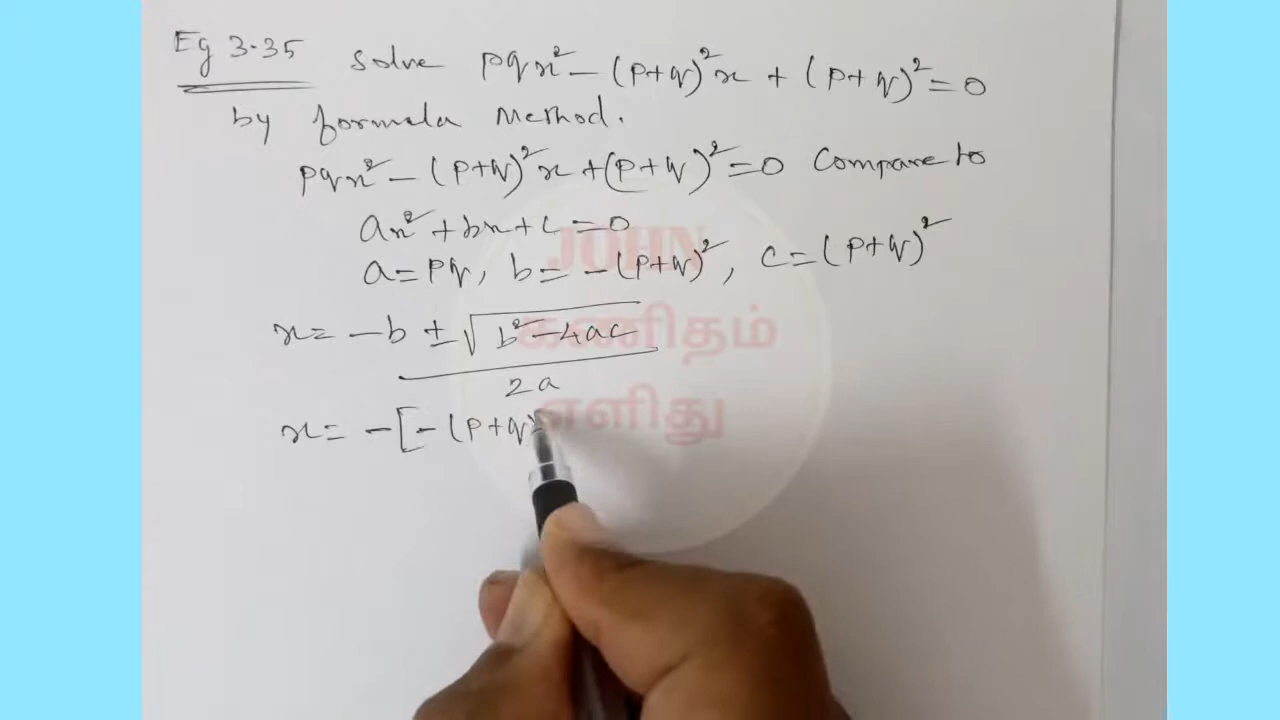 Eg 3.35 Solve pqx² - (p+q)²x + (p+q)² = 0
by formula Method.
pqx² - (p+q)²x + (p+q)² = 0 Compare to
ax² + bx + c = 0
a = pq, b = -(p+q)², c = (p+q)²
x = -b ± √b² - 4ac
2a
x = -[-(p+q)
JOHN
கணிதம்
எளிது